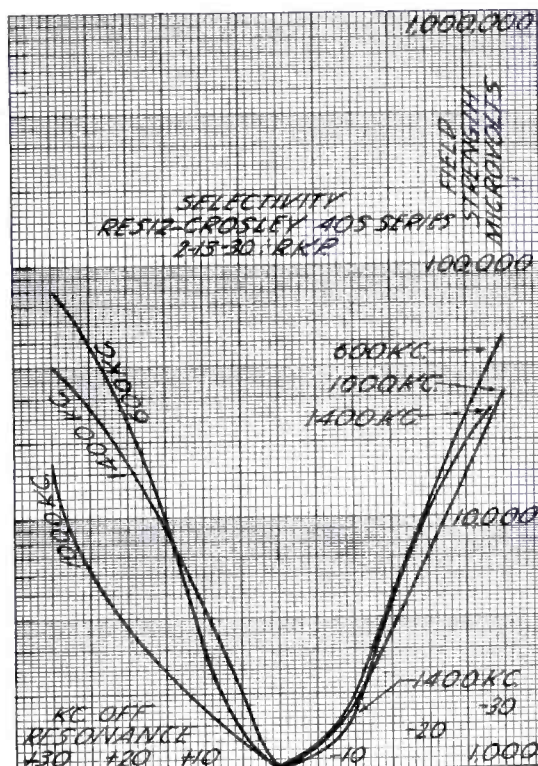 1,000,000
FIELD
STRENGTH
MICROVOLTS
SELECTIVITY
RES12-CROSLEY 40S SERIES
2-15-30 : RKP
100,000
600KC
1400KC
1000KC
600KC.
1000KC.
1400KC
10,000
1400KC
KC OFF
RESONANCE
+30
+20
+10
-10
-20
-30
1,000